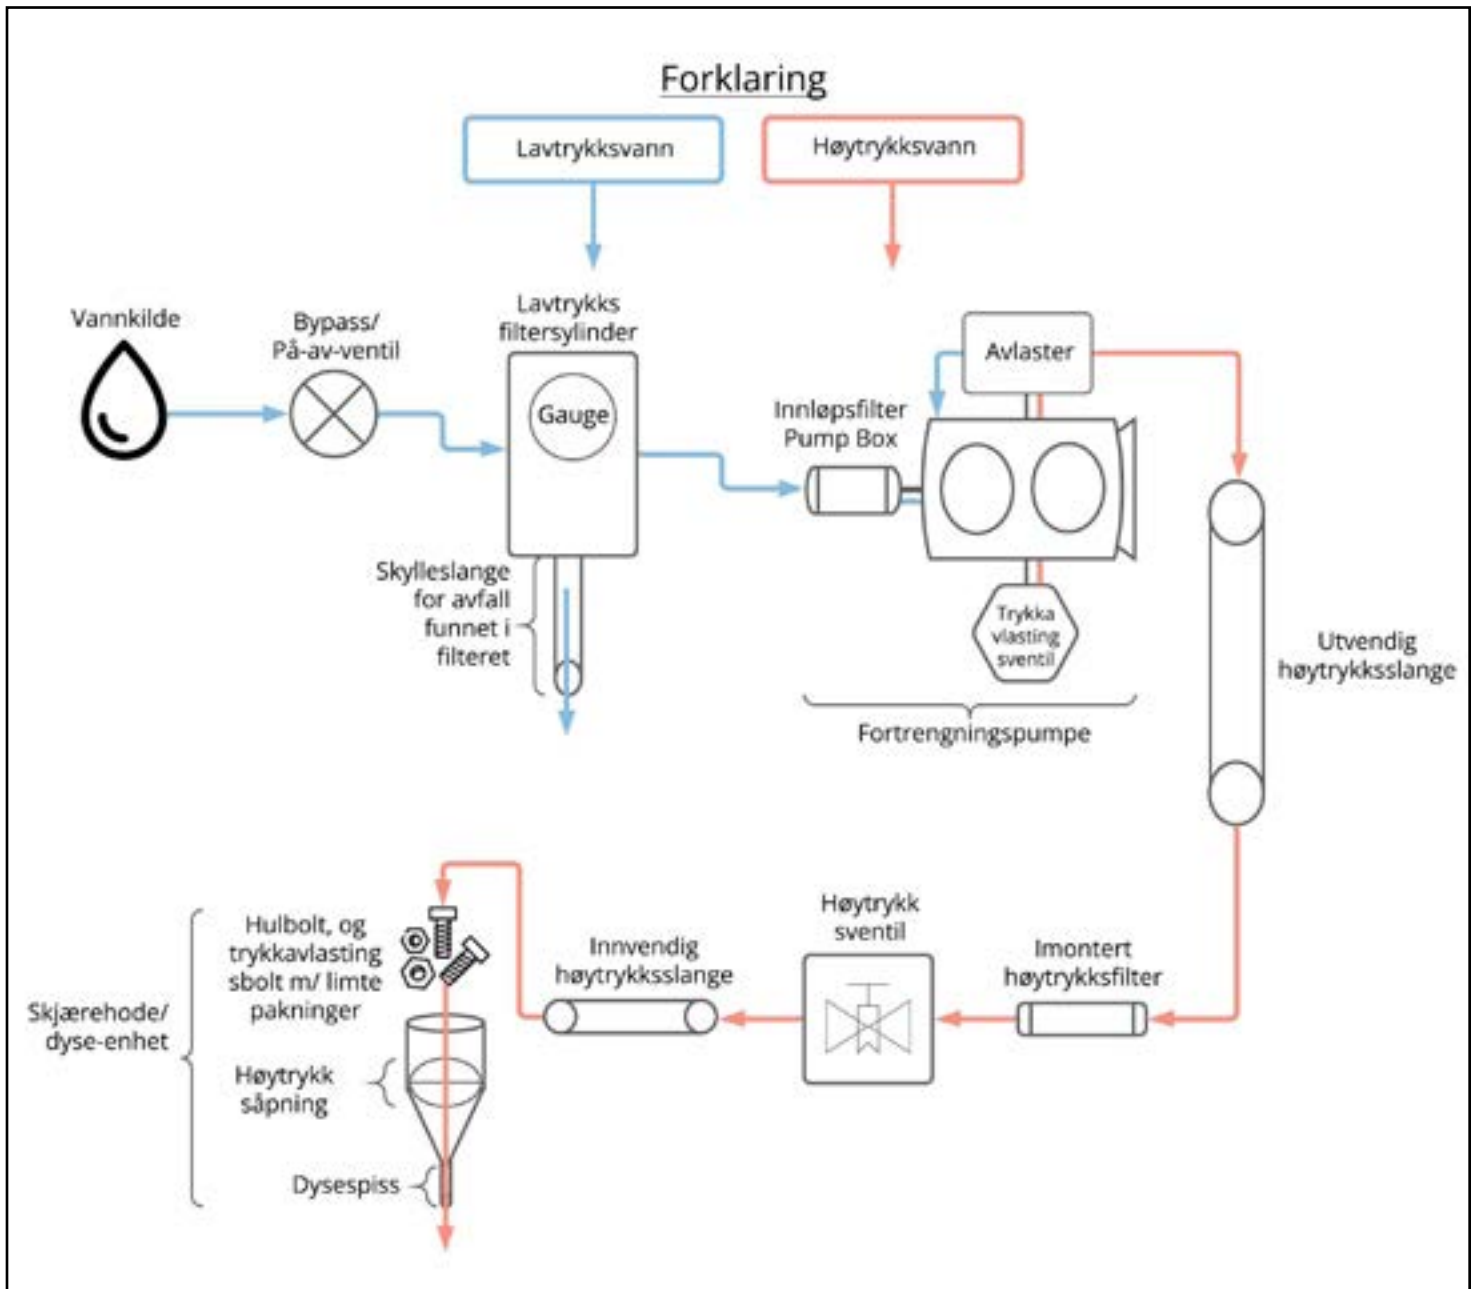 Forklaring
Lavtrykksvann
Høytrykksvann
Vannkilde
Bypass/
På-av-ventil
Lavtrykks
filtersylinder
Gauge
Skylleslange
for avfall
funnet i
filteret
Innløpsfilter
Pump Box
Avlaster
Trykka
vlasting
sventil
Fortrengningspumpe
Utvendig
høytrykksslange
Imontert
høytrykksfilter
Høytrykk
sventil
Innvendig
høytrykksslange
Hulbolt, og
trykkavlasting
sbolt m/ limte
pakninger
Skjærehode/
dyse-enhet
Høytrykk
såpning
Dysespiss